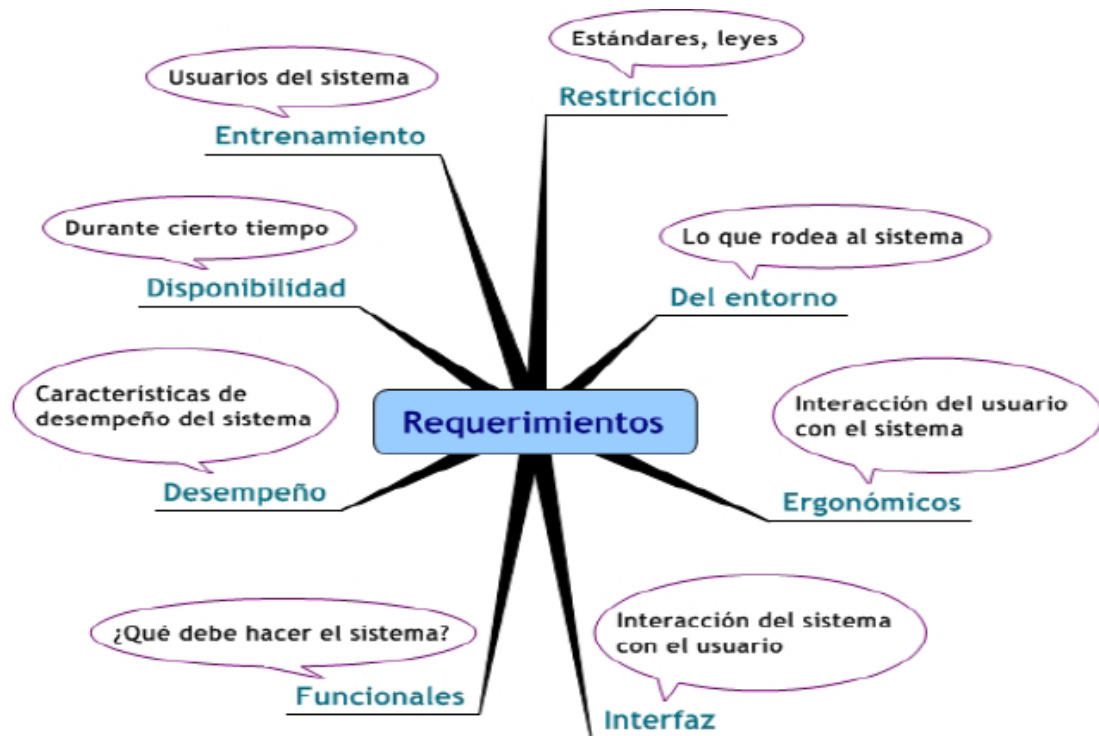 Estándares, leyes
Restricción
Usuarios del sistema
Entrenamiento
Durante cierto tiempo
Disponibilidad
Lo que rodea al sistema
Del entorno
Características de
desempeño del sistema
Desempeño
Requerimientos
Interacción del usuario
con el sistema
Ergonómicos
¿Qué debe hacer el sistema?
Funcionales
Interacción del sistema
con el usuario
Interfaz